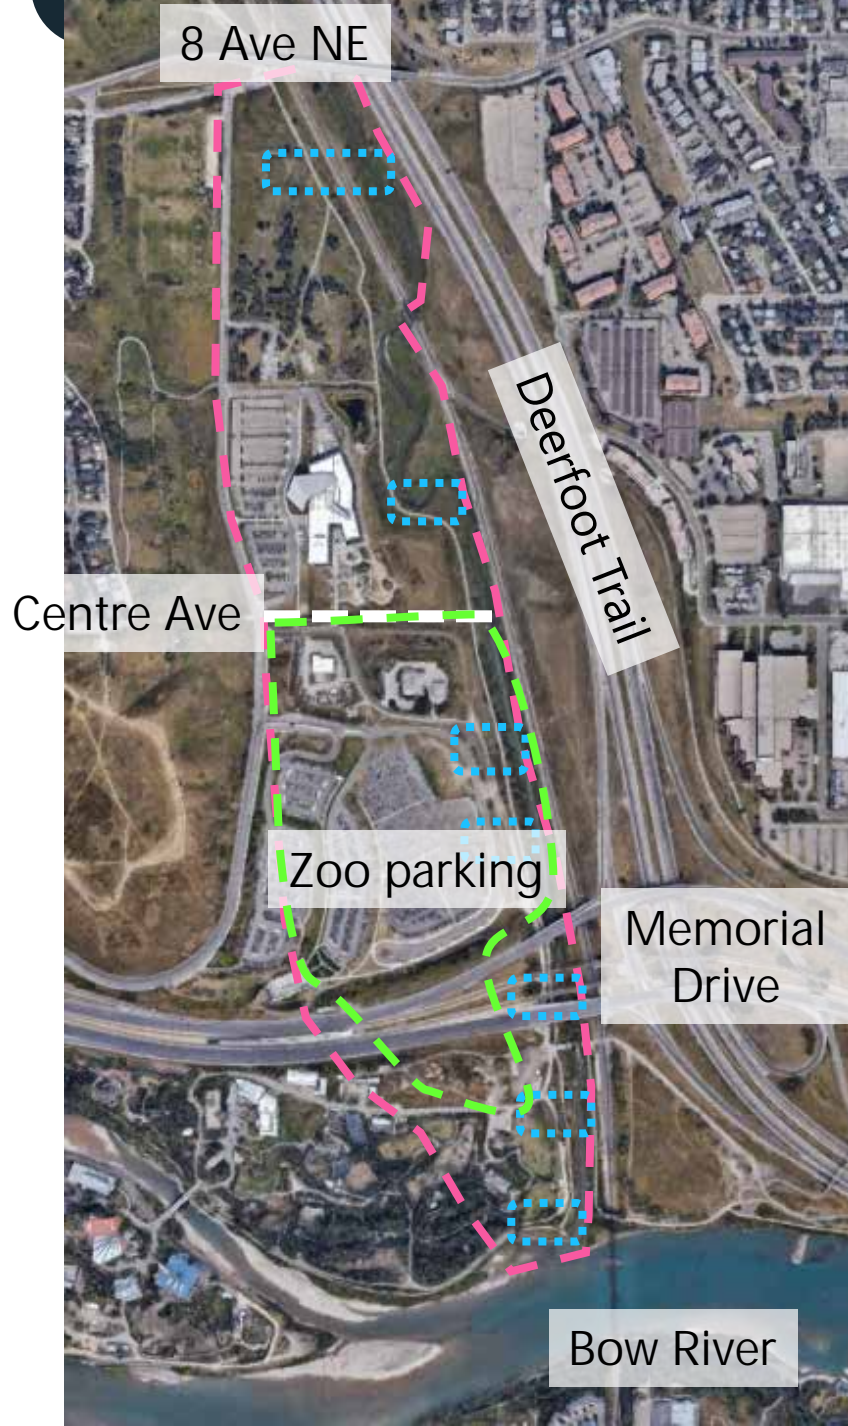 8 Ave NE
Deerfoot Trail
Centre Ave
Zoo parking
Memorial
Drive
Bow River